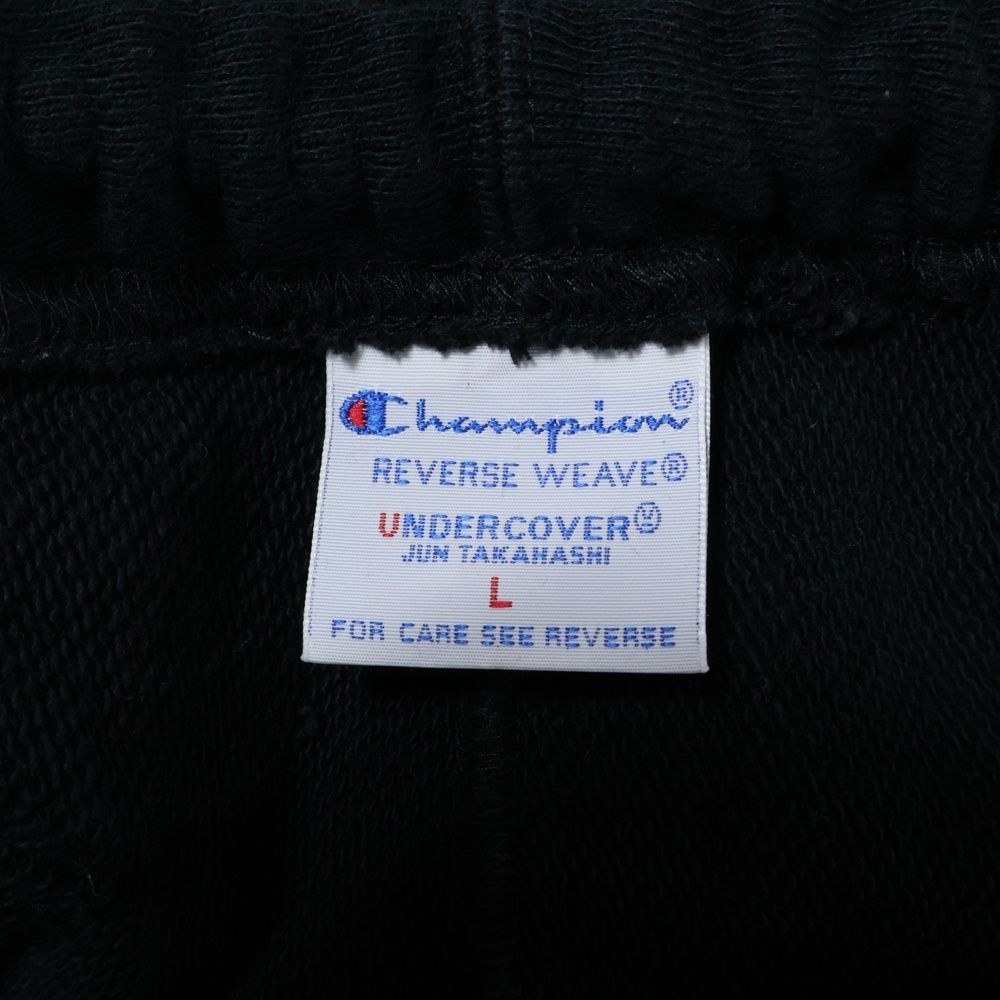 Champion®
REVERSE WEAVE®
UNDERCOVER
JUN TAKAHASHI
L
FOR CARE SEE REVERSE